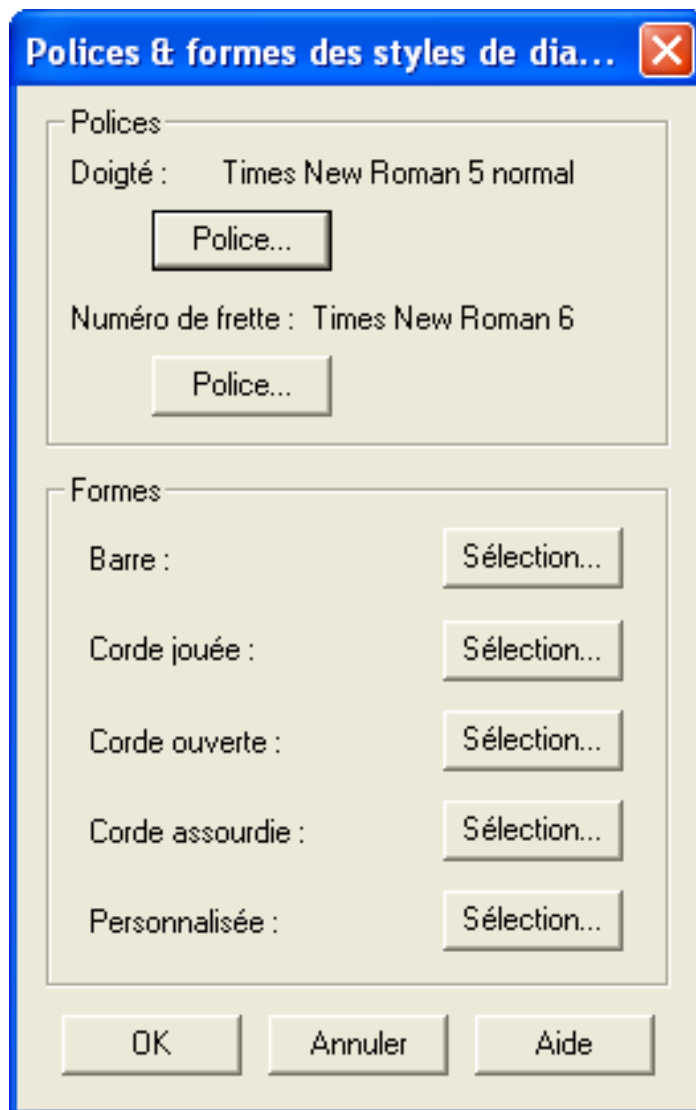 Polices & formes des styles de dia...
Polices
Doigté : Times New Roman 5 normal
Police...
Numéro de frette : Times New Roman 6
Police...
Formes
Barre : Sélection...
Corde jouée : Sélection...
Corde ouverte : Sélection...
Corde assourdie : Sélection...
Personnalisée : Sélection...
OK Annuler Aide